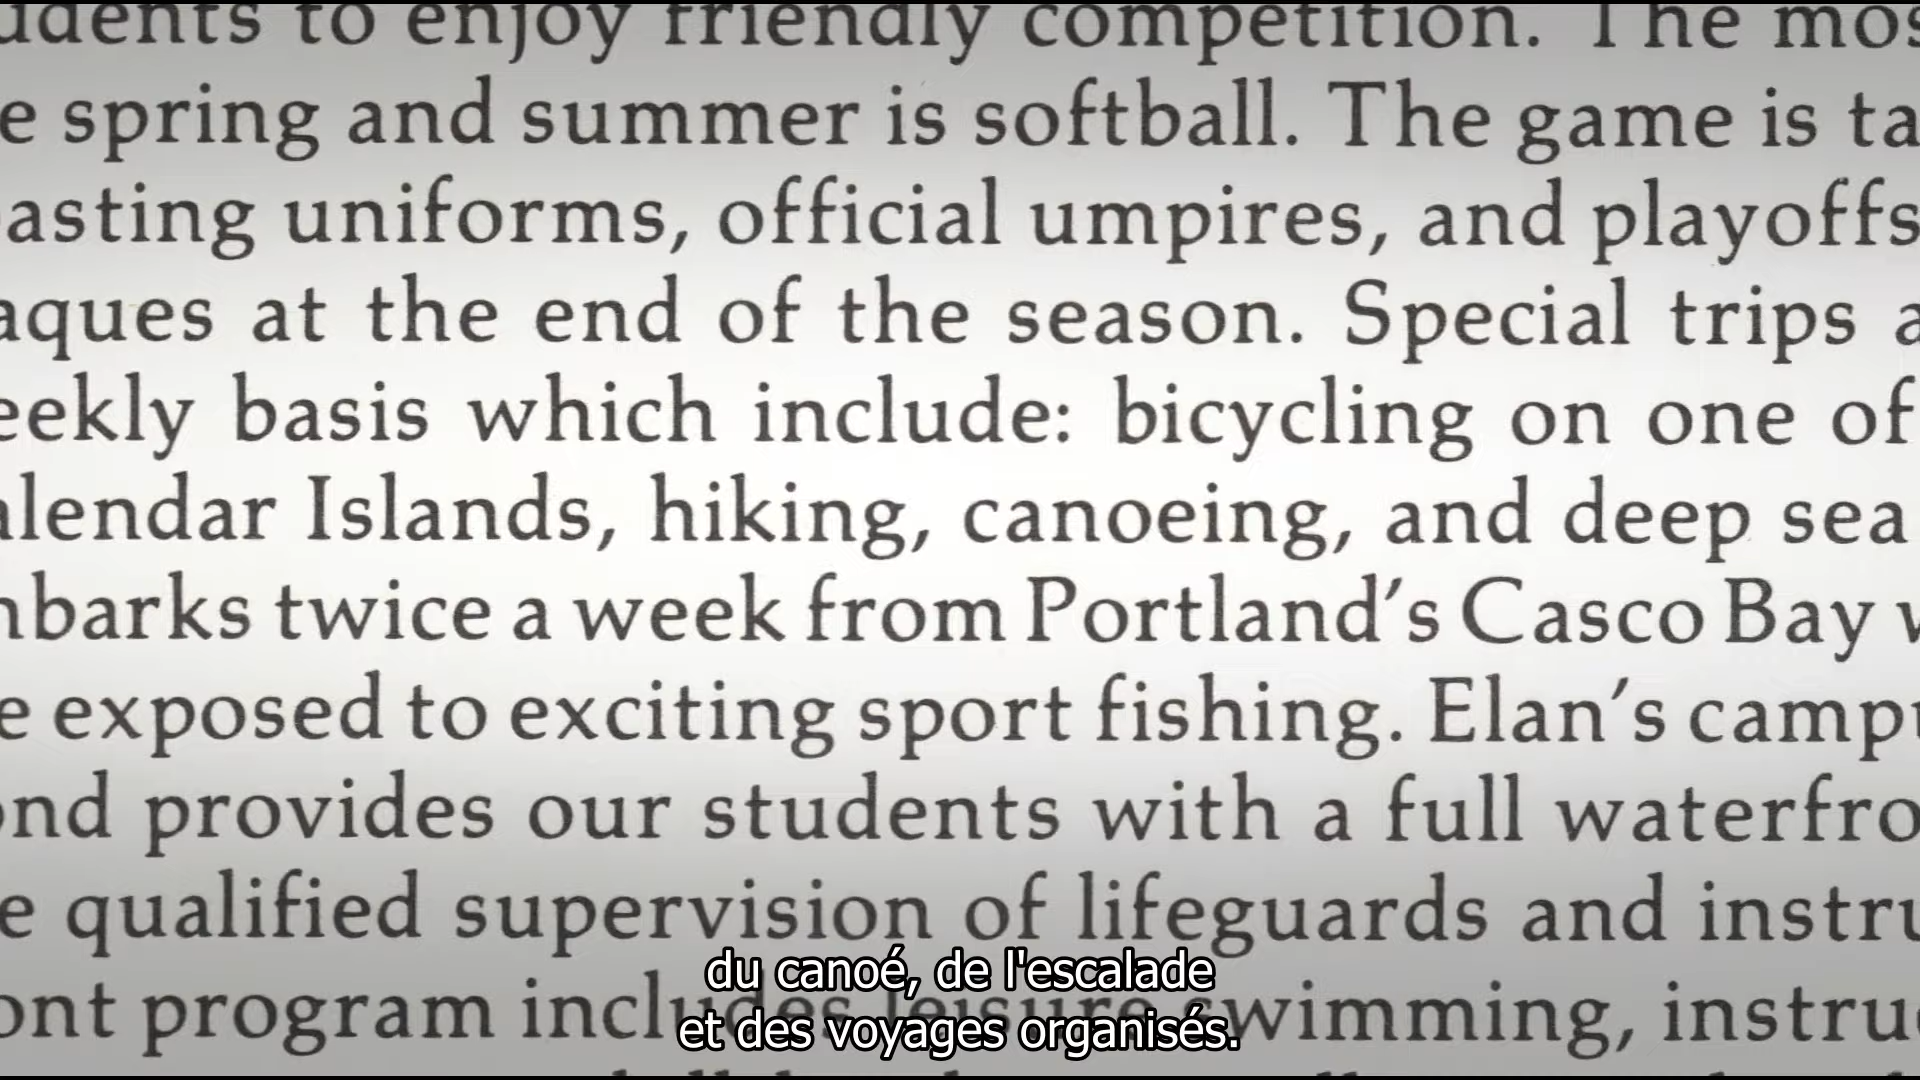 udents to enjoy friendly competition. The mos
e spring and summer is softball. The game is ta
asting uniforms, official umpires, and playoffs
aques at the end of the season. Special trips a
eekly basis which include: bicycling on one of
alendar Islands, hiking, canoeing, and deep sea
nbarks twice a week from Portland's Casco Bay w
e exposed to exciting sport fishing. Elan's camp
ond provides our students with a full waterfro
e qualified supervision of lifeguards and instru
ont program includes leisure swimming, instruc
du canoé, de l'escalade
et des voyages organisés.